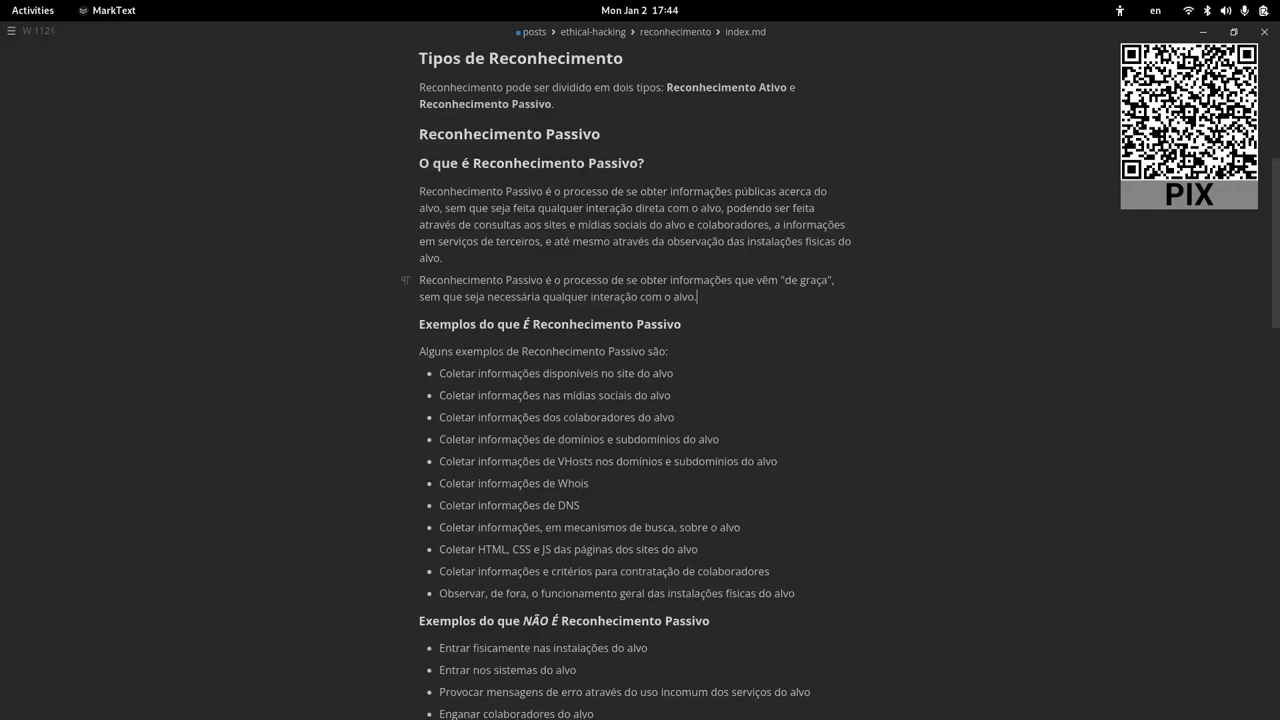 Activities
MarkText
Mon Jan 2 17:44
en
W 1121
posts › ethical-hacking › reconhecimento › index.md
Tipos de Reconhecimento
Reconhecimento pode ser dividido em dois tipos: Reconhecimento Ativo e
Reconhecimento Passivo.
Reconhecimento Passivo
O que é Reconhecimento Passivo?
Reconhecimento Passivo é o processo de se obter informações públicas acerca do
alvo, sem que seja feita qualquer interação direta com o alvo, podendo ser feita
através de consultas aos sites e mídias sociais do alvo e colaboradores, a informações
em serviços de terceiros, e até mesmo através da observação das instalações físicas do
alvo.
Reconhecimento Passivo é o processo de se obter informações que vêm "de graça",
sem que seja necessária qualquer interação com o alvo.
Exemplos do que É Reconhecimento Passivo
Alguns exemplos de Reconhecimento Passivo são:
• Coletar informações disponíveis no site do alvo
• Coletar informações nas mídias sociais do alvo
• Coletar informações dos colaboradores do alvo
• Coletar informações de domínios e subdomínios do alvo
• Coletar informações de VHosts nos domínios e subdomínios do alvo
• Coletar informações de Whois
• Coletar informações de DNS
• Coletar informações, em mecanismos de busca, sobre o alvo
• Coletar HTML, CSS e JS das páginas dos sites do alvo
• Coletar informações e critérios para contratação de colaboradores
• Observar, de fora, o funcionamento geral das instalações físicas do alvo
Exemplos do que NÃO É Reconhecimento Passivo
• Entrar fisicamente nas instalações do alvo
• Entrar nos sistemas do alvo
• Provocar mensagens de erro através do uso incomum dos serviços do alvo
• Enganar colaboradores do alvo
PIX